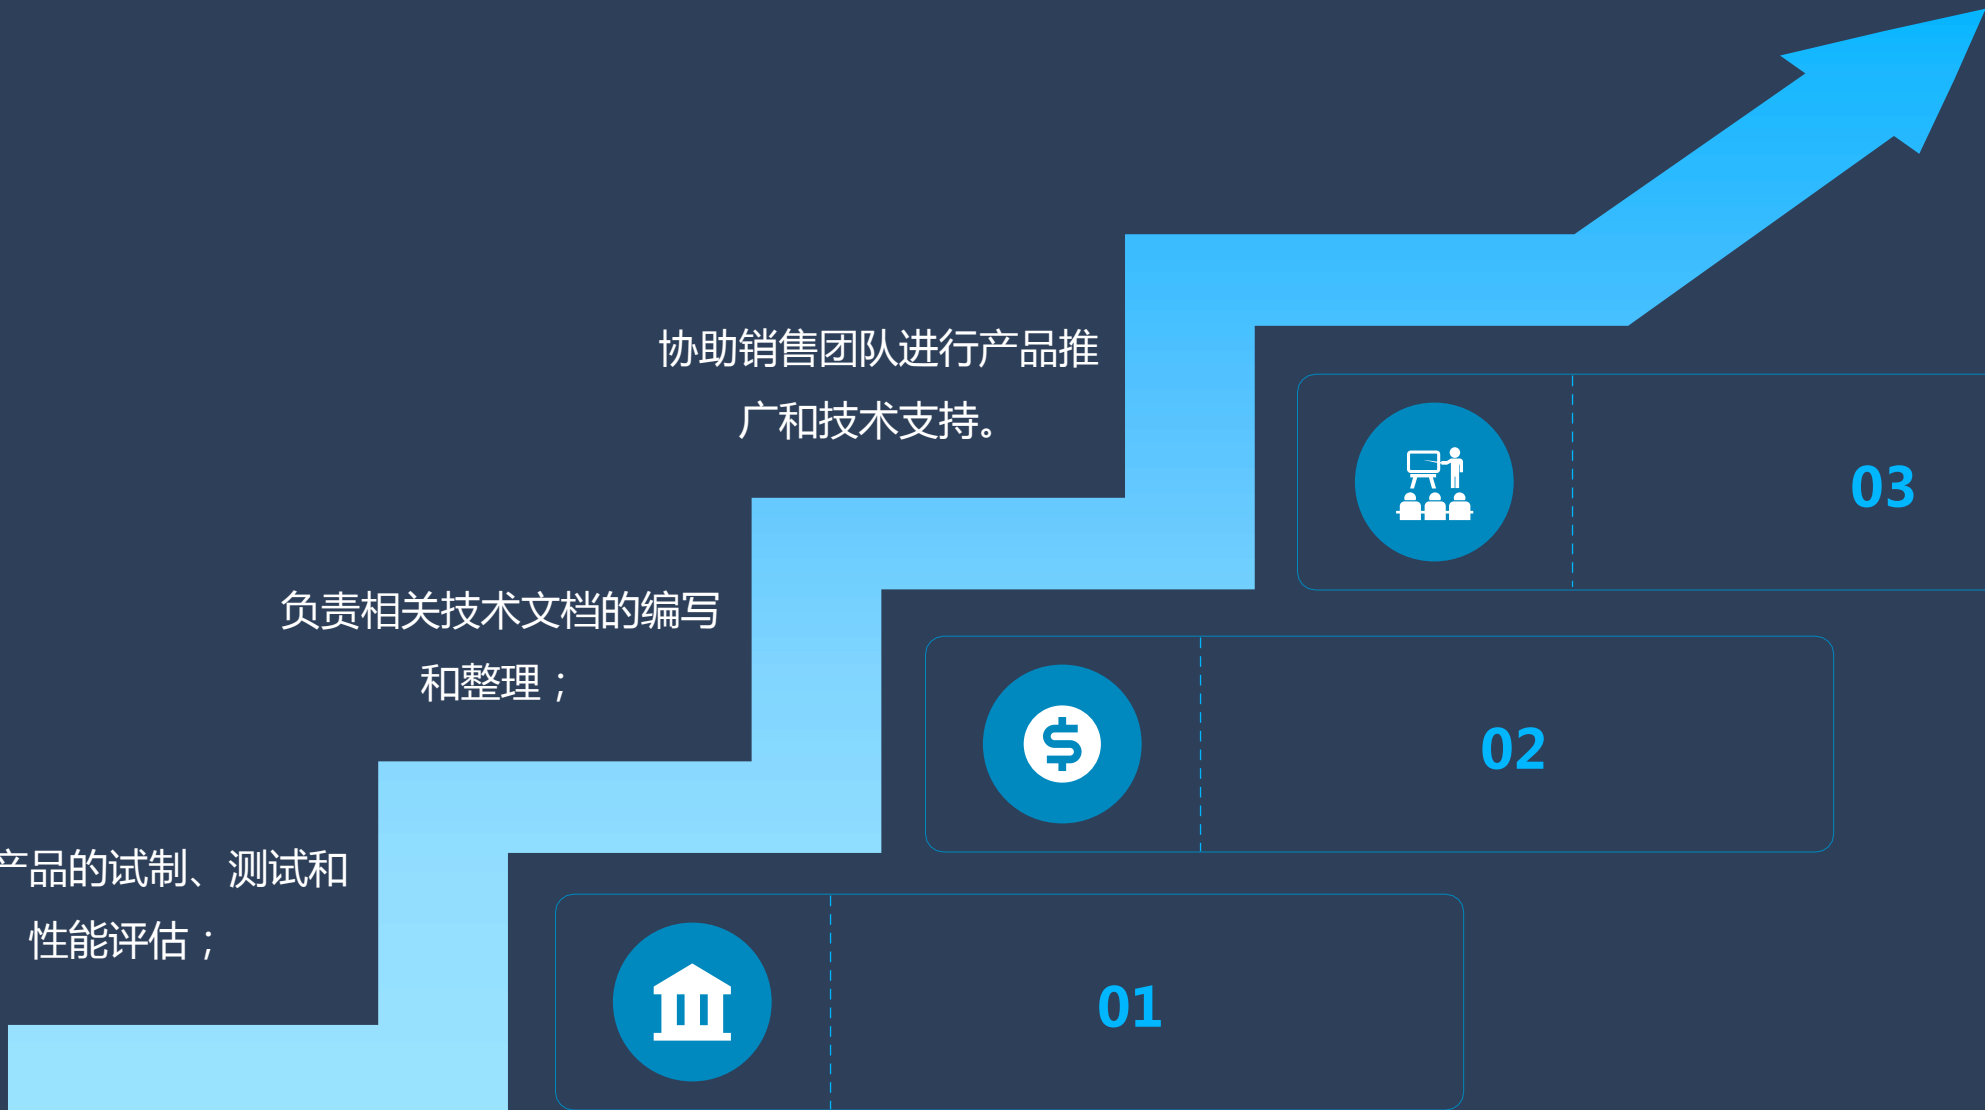 协助销售团队进行产品推
广和技术支持。
03
负责相关技术文档的编写
和整理；
02
产品的试制、测试和
性能评估；
01